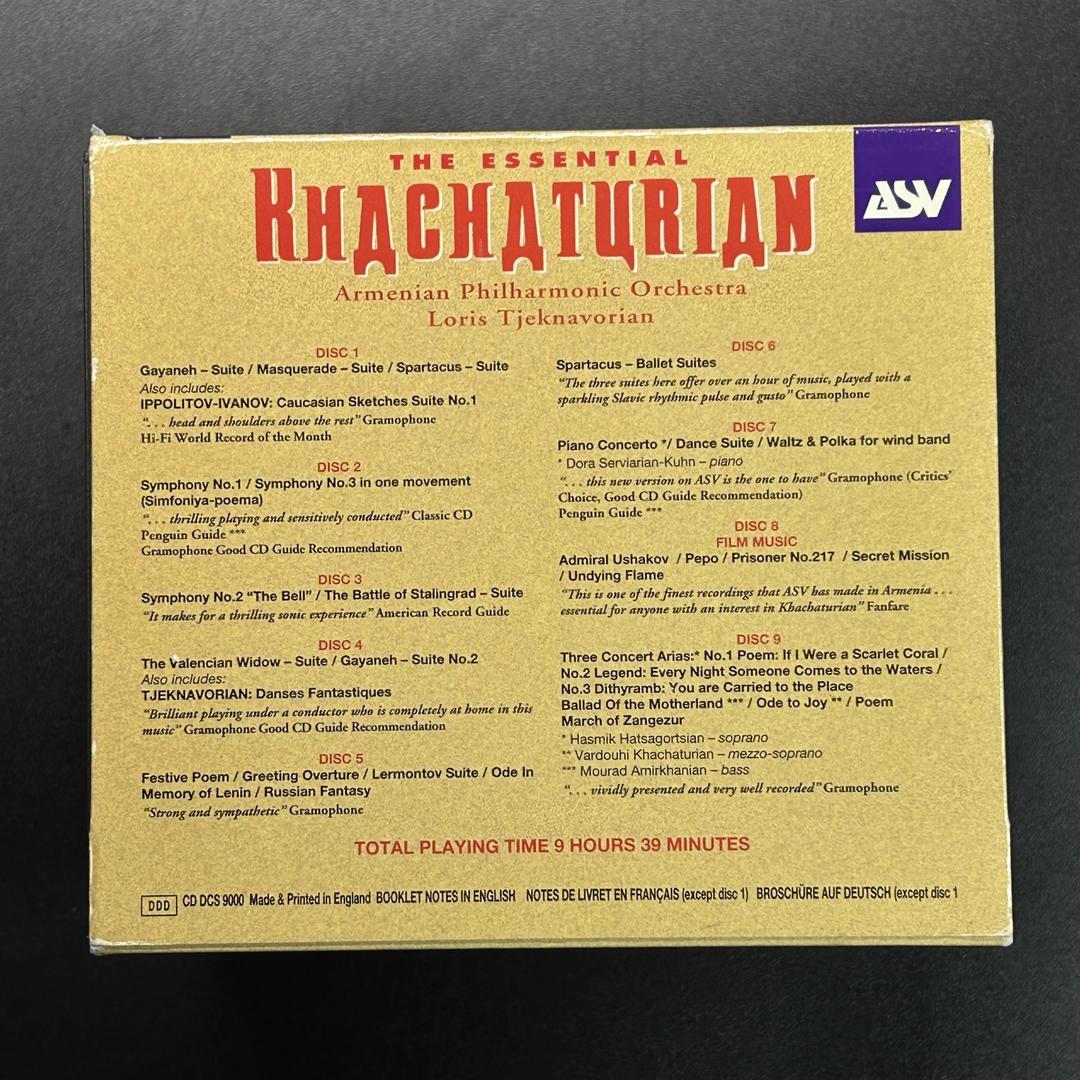 THE ESSENTIAL
KHACHATURIAN
ASV
Armenian Philharmonic Orchestra
Loris Tjeknavorian
DISC 1
Gayaneh – Suite / Masquerade – Suite / Spartacus – Suite
Also includes:
IPPOLITOV-IVANOV: Caucasian Sketches Suite No.1
“. . . head and shoulders above the rest” Gramophone
Hi-Fi World Record of the Month
DISC 2
Symphony No.1 / Symphony No.3 in one movement
(Simfoniya-poema)
“. . . thrilling playing and sensitively conducted” Classic CD
Penguin Guide ***
Gramophone Good CD Guide Recommendation
DISC 3
Symphony No.2 “The Bell” / The Battle of Stalingrad – Suite
“It makes for a thrilling sonic experience” American Record Guide
DISC 4
The Valencian Widow – Suite / Gayaneh – Suite No.2
Also includes:
TJEKNAVORIAN: Danses Fantastiques
“Brilliant playing under a conductor who is completely at home in this
music” Gramophone Good CD Guide Recommendation
DISC 5
Festive Poem / Greeting Overture / Lermontov Suite / Ode In
Memory of Lenin / Russian Fantasy
“Strong and sympathetic” Gramophone
DISC 6
Spartacus – Ballet Suites
“The three suites here offer over an hour of music, played with a
sparkling Slavic rhythmic pulse and gusto” Gramophone
DISC 7
Piano Concerto */ Dance Suite / Waltz & Polka for wind band
* Dora Serviarian-Kuhn – piano
“. . . this new version on ASV is the one to have” Gramophone (Critics’
Choice, Good CD Guide Recommendation)
Penguin Guide ***
DISC 8
FILM MUSIC
Admiral Ushakov / Pepo / Prisoner No.217 / Secret Mission
/ Undying Flame
“This is one of the finest recordings that ASV has made in Armenia . . .
essential for anyone with an interest in Khachaturian” Fanfare
DISC 9
Three Concert Arias:* No.1 Poem: If I Were a Scarlet Coral /
No.2 Legend: Every Night Someone Comes to the Waters /
No.3 Dithyramb: You are Carried to the Place
Ballad Of the Motherland *** / Ode to Joy ** / Poem
March of Zangezur
* Hasmik Hatsagortsian – soprano
** Vardouhi Khachaturian – mezzo-soprano
*** Mourad Amirkhanian – bass
“. . . vividly presented and very well recorded” Gramophone
TOTAL PLAYING TIME 9 HOURS 39 MINUTES
DDD CD DCS 9000 Made & Printed in England BOOKLET NOTES IN ENGLISH NOTES DE LIVRET EN FRANÇAIS (except disc 1) BROSCHÜRE AUF DEUTSCH (except disc 1